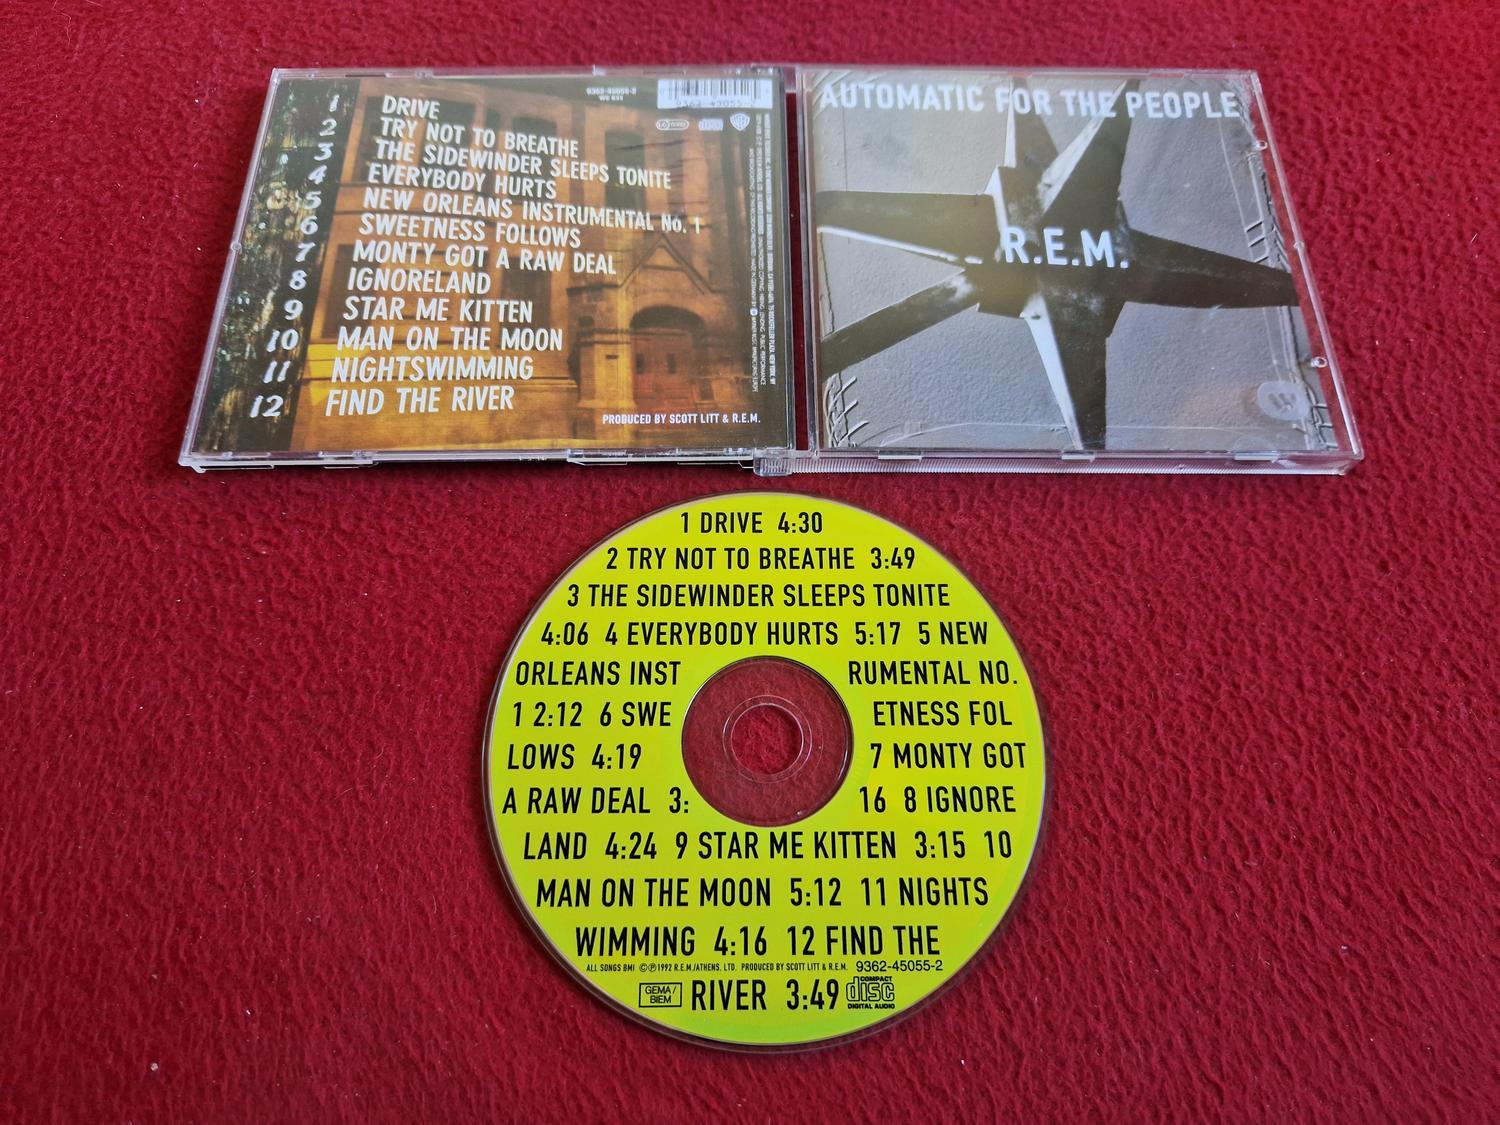 1 DRIVE
2 TRY NOT TO BREATHE
3 THE SIDEWINDER SLEEPS TONITE
4 EVERYBODY HURTS
5 NEW ORLEANS INSTRUMENTAL No. 1
6 SWEETNESS FOLLOWS
7 MONTY GOT A RAW DEAL
8 IGNORELAND
9 STAR ME KITTEN
10 MAN ON THE MOON
11 NIGHTSWIMMING
12 FIND THE RIVER
PRODUCED BY SCOTT LITT & R.E.M.
9362-45055-2
AUTOMATIC FOR THE PEOPLE
R.E.M.
1 DRIVE 4:30
2 TRY NOT TO BREATHE 3:49
3 THE SIDEWINDER SLEEPS TONITE
4:06 4 EVERYBODY HURTS 5:17 5 NEW
ORLEANS INST RUMENTAL NO.
1 2:12 6 SWE ETNESS FOL
LOWS 4:19 7 MONTY GOT
A RAW DEAL 3: 16 8 IGNORE
LAND 4:24 9 STAR ME KITTEN 3:15 10
MAN ON THE MOON 5:12 11 NIGHTS
WIMMING 4:16 12 FIND THE
ALL SONGS BMI ©℗1992 R.E.M./ATHENS. LTD. PRODUCED BY SCOTT LITT & R.E.M. 9362-45055-2
GEMA/
BIEM
RIVER 3:49
COMPACT
disc
DIGITAL AUDIO